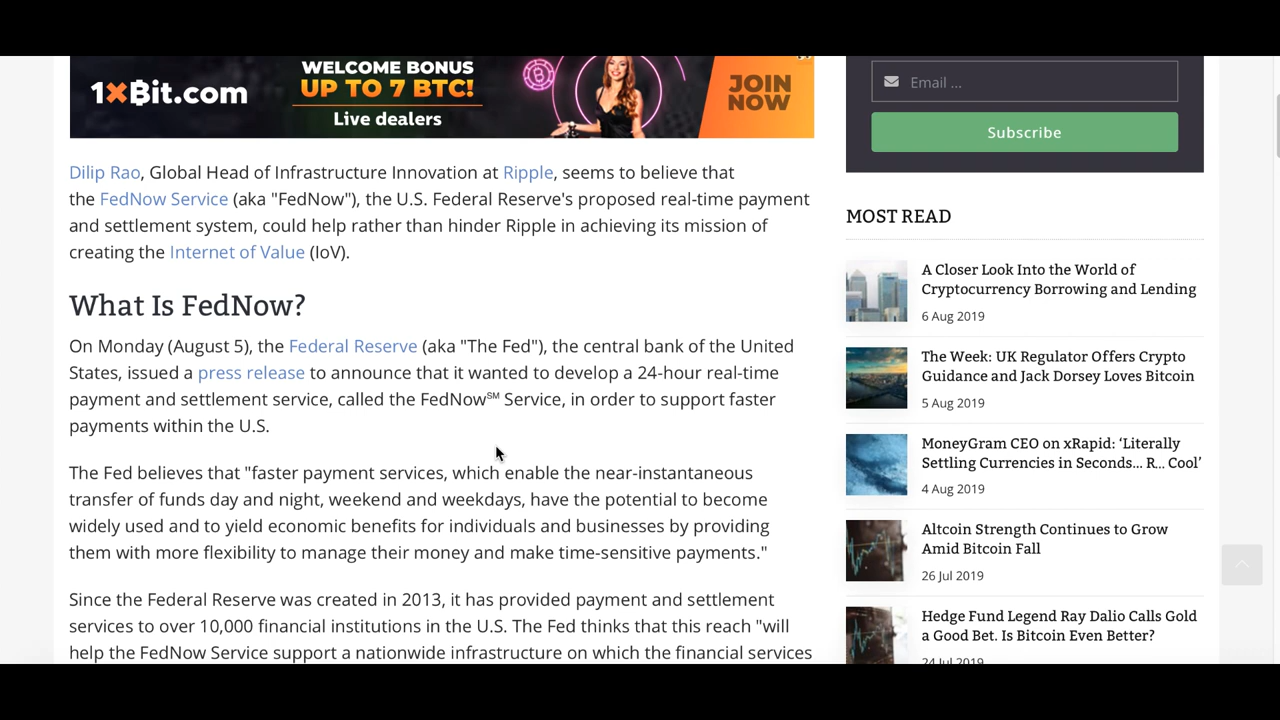 1×Bit.com
WELCOME BONUS
UP TO 7 BTC!
Live dealers
JOIN
NOW
Dilip Rao, Global Head of Infrastructure Innovation at Ripple, seems to believe that
the FedNow Service (aka "FedNow"), the U.S. Federal Reserve's proposed real-time payment
and settlement system, could help rather than hinder Ripple in achieving its mission of
creating the Internet of Value (IoV).
What Is FedNow?
On Monday (August 5), the Federal Reserve (aka "The Fed"), the central bank of the United
States, issued a press release to announce that it wanted to develop a 24-hour real-time
payment and settlement service, called the FedNow℠ Service, in order to support faster
payments within the U.S.
The Fed believes that "faster payment services, which enable the near-instantaneous
transfer of funds day and night, weekend and weekdays, have the potential to become
widely used and to yield economic benefits for individuals and businesses by providing
them with more flexibility to manage their money and make time-sensitive payments."
Since the Federal Reserve was created in 2013, it has provided payment and settlement
services to over 10,000 financial institutions in the U.S. The Fed thinks that this reach "will
help the FedNow Service support a nationwide infrastructure on which the financial services
Email ...
Subscribe
MOST READ
A Closer Look Into the World of
Cryptocurrency Borrowing and Lending
6 Aug 2019
The Week: UK Regulator Offers Crypto
Guidance and Jack Dorsey Loves Bitcoin
5 Aug 2019
MoneyGram CEO on xRapid: ‘Literally
Settling Currencies in Seconds... R... Cool’
4 Aug 2019
Altcoin Strength Continues to Grow
Amid Bitcoin Fall
26 Jul 2019
Hedge Fund Legend Ray Dalio Calls Gold
a Good Bet. Is Bitcoin Even Better?
24 Jul 2019